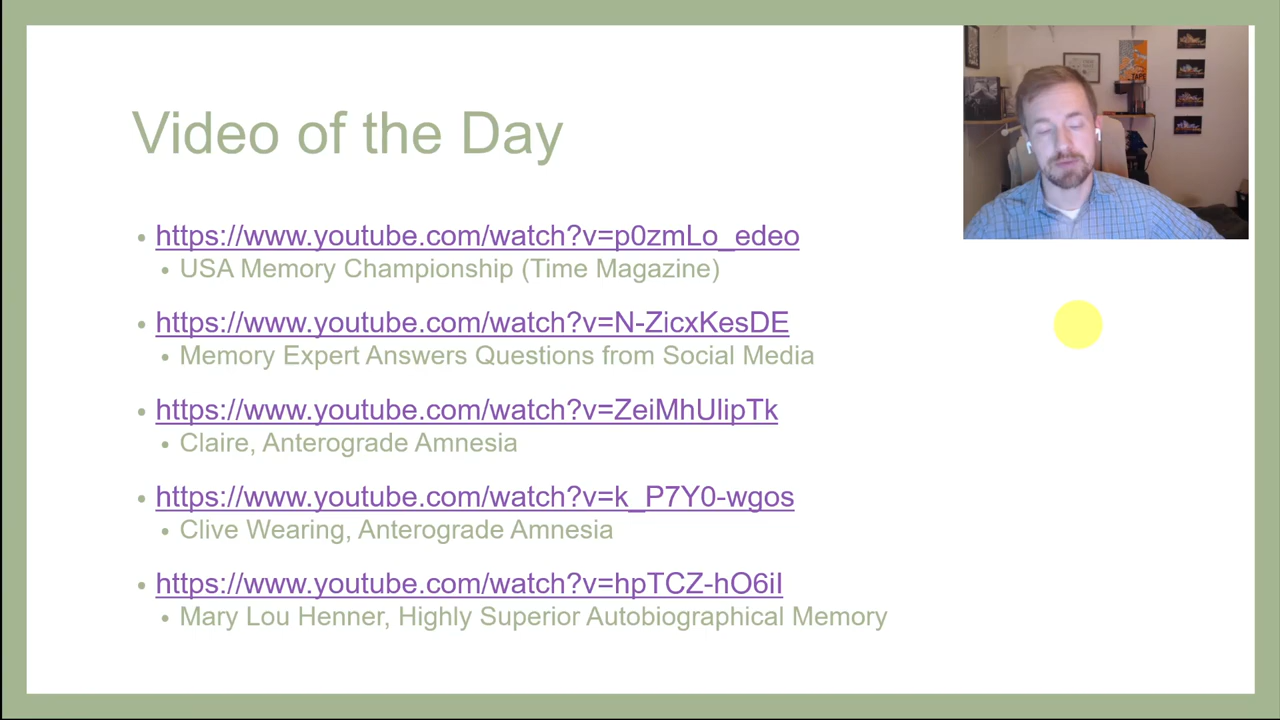 Video of the Day
• https://www.youtube.com/watch?v=p0zmLo_edeo
• USA Memory Championship (Time Magazine)
• https://www.youtube.com/watch?v=N-ZicxKesDE
• Memory Expert Answers Questions from Social Media
• https://www.youtube.com/watch?v=ZeiMhUlipTk
• Claire, Anterograde Amnesia
• https://www.youtube.com/watch?v=k_P7Y0-wgos
• Clive Wearing, Anterograde Amnesia
• https://www.youtube.com/watch?v=hpTCZ-hO6iI
• Mary Lou Henner, Highly Superior Autobiographical Memory